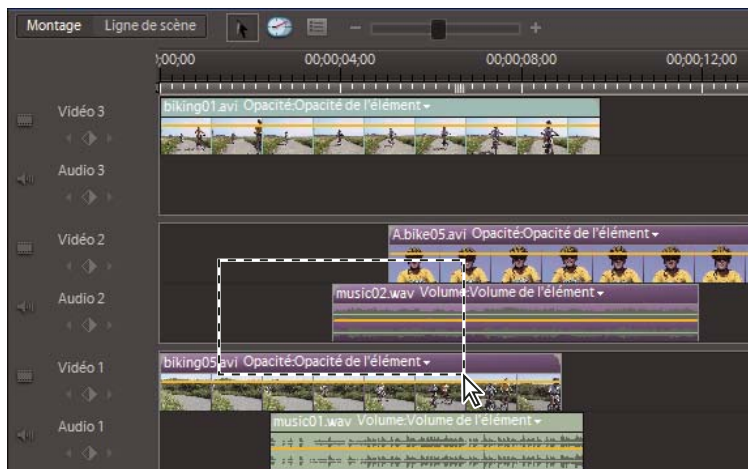 Montage Ligne de scène
;00;00 00;00;04;00 00;00;08;00 00;00;12;00
Vidéo 3
biking01.avi Opacité:Opacité de l'élément
Audio 3
Vidéo 2
A.bike05.avi Opacité:Opacité de l'élément
Audio 2
music02.wav Volume:Volume de l'élément
Vidéo 1
biking05.avi Opacité:Opacité de l'élément
Audio 1
music01.wav Volume:Volume de l'élément